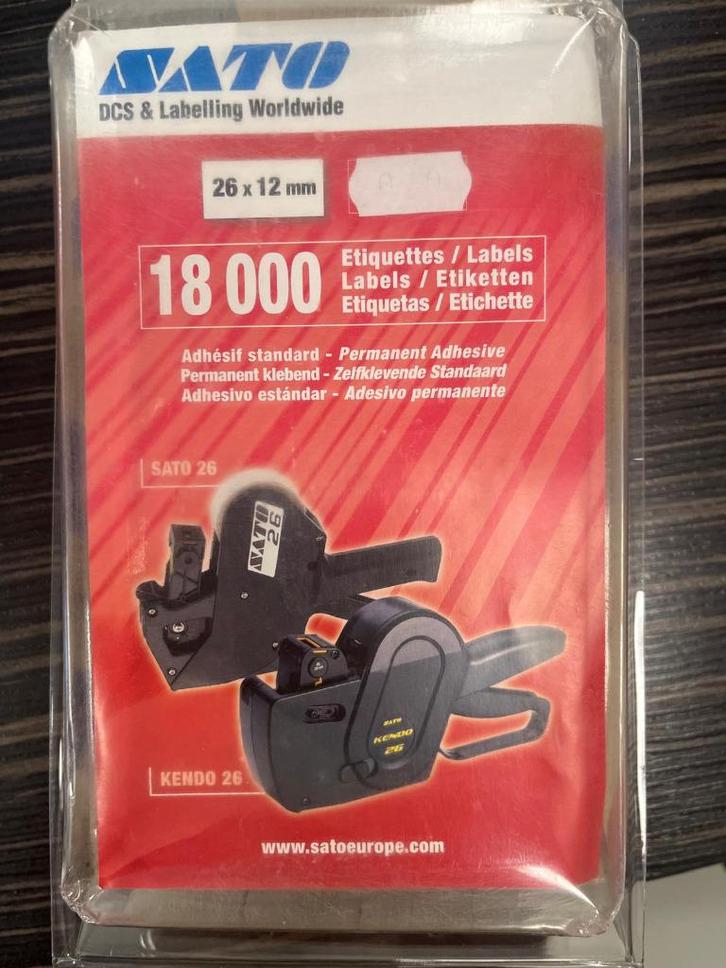 SATO
DCS & Labelling Worldwide
26 x 12 mm
18 000
Etiquettes / Labels
Labels / Etiketten
Etiquetas / Etichette
Adhésif standard - Permanent Adhesive
Permanent klebend - Zelfklevende Standaard
Adhesivo estándar - Adesivo permanente
SATO 26
SATO
26
SATO
KENDO
26
KENDO 26
www.satoeurope.com